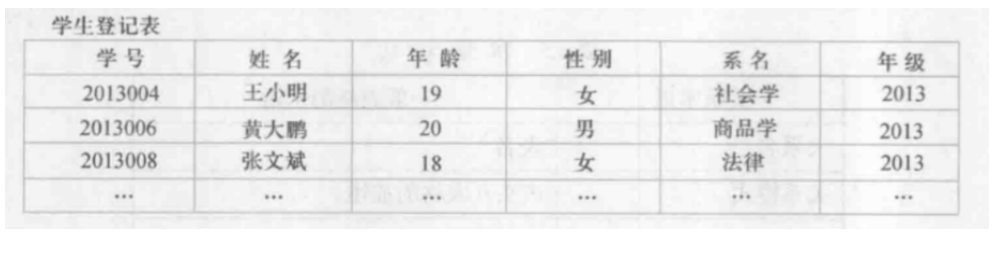 学生登记表
学号 姓名 年龄 性别 系名 年级
2013004 王小明 19 女 社会学 2013
2013006 黄大鹏 20 男 商品学 2013
2013008 张文斌 18 女 法律 2013
… … … … … …